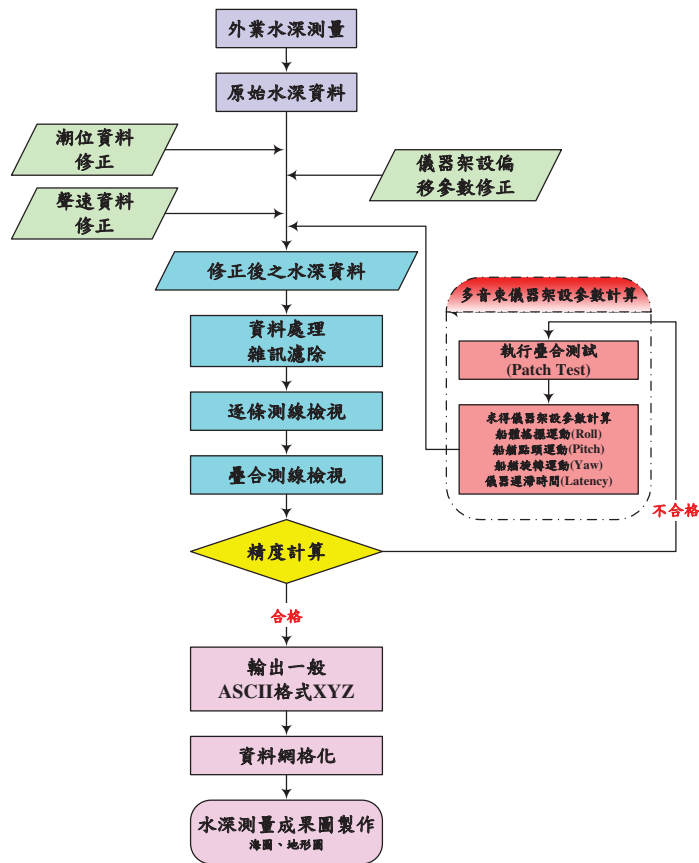 外業水深測量
原始水深資料
潮位資料
修正
儀器架設偏
移參數修正
聲速資料
修正
修正後之水深資料
多音束儀器架設參數計算
資料處理
雜訊濾除
執行疊合測試
(Patch Test)
逐條測線檢視
求得儀器架設參數計算
船體搖擺運動(Roll)
船艏點頭運動(Pitch)
船艏旋轉運動(Yaw)
儀器遲滯時間(Latency)
疊合測線檢視
不合格
精度計算
合格
輸出一般
ASCII格式XYZ
資料網格化
水深測量成果圖製作
海圖、地形圖